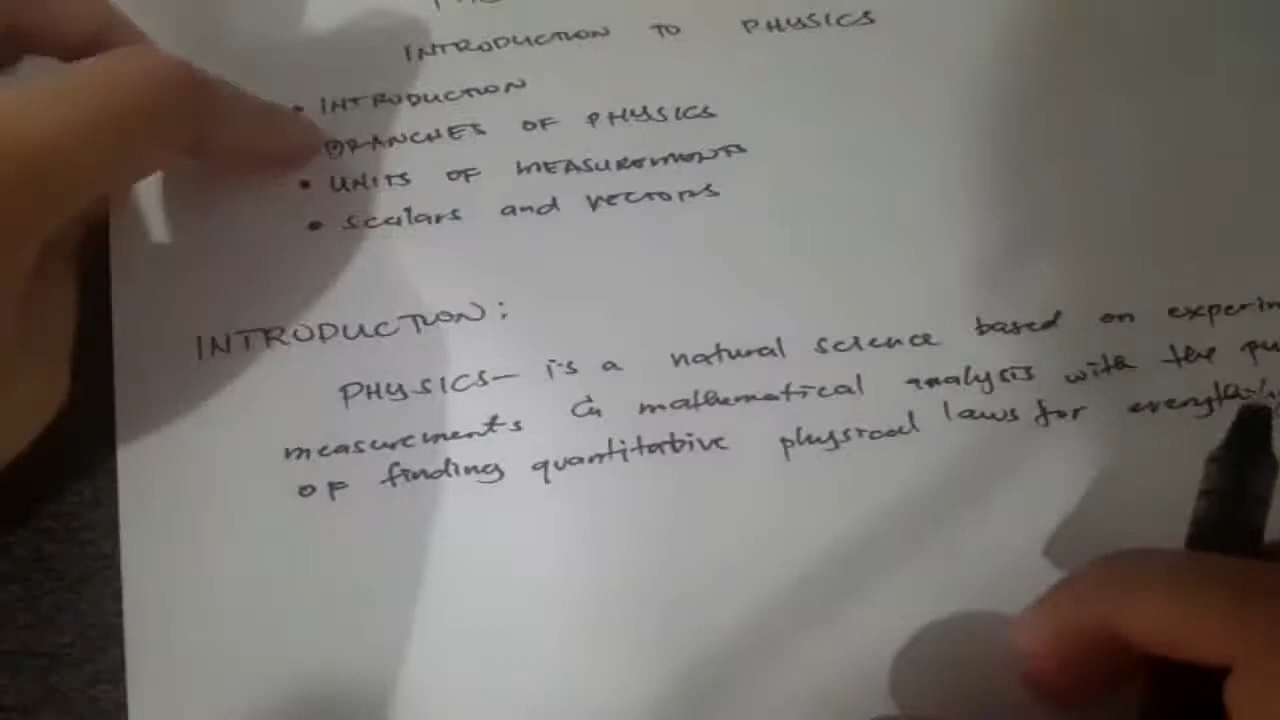 INTRODUCTION TO PHYSICS
• INTRODUCTION
BRANCHES OF PHYSICS
• UNITS OF MEASUREMENTS
• Scalars and vectors
INTRODUCTION:
PHYSICS- is a natural science based on
measurements & mathematical analysis with the
of finding quantitative physical laws for